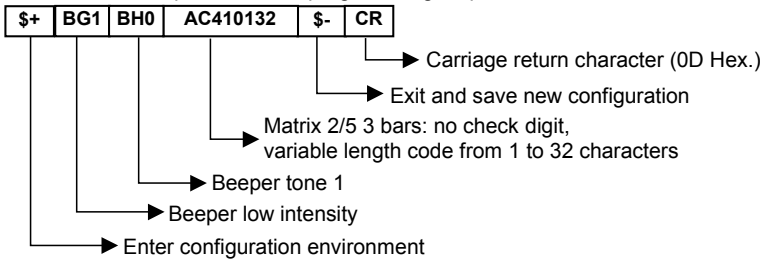 $+ BG1 BH0 AC410132 $- CR
Carriage return character (0D Hex.)
Exit and save new configuration
Matrix 2/5 3 bars: no check digit,
variable length code from 1 to 32 characters
Beeper tone 1
Beeper low intensity
Enter configuration environment